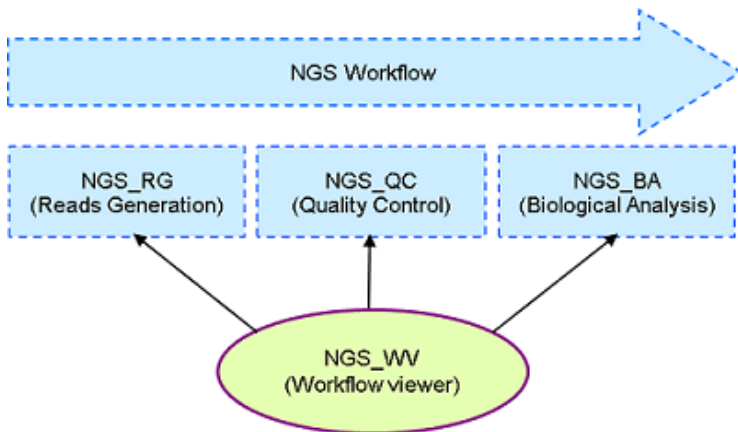 NGS Workflow
NGS_RG
(Reads Generation)
NGS_QC
(Quality Control)
NGS_BA
(Biological Analysis)
NGS_WV
(Workflow viewer)